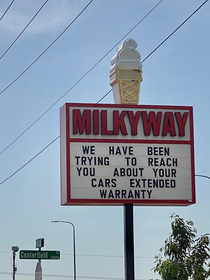 MILKYWAY
WE HAVE BEEN
TRYING TO REACH
YOU ABOUT YOUR
CARS EXTENDED
WARRANTY
Centerfield